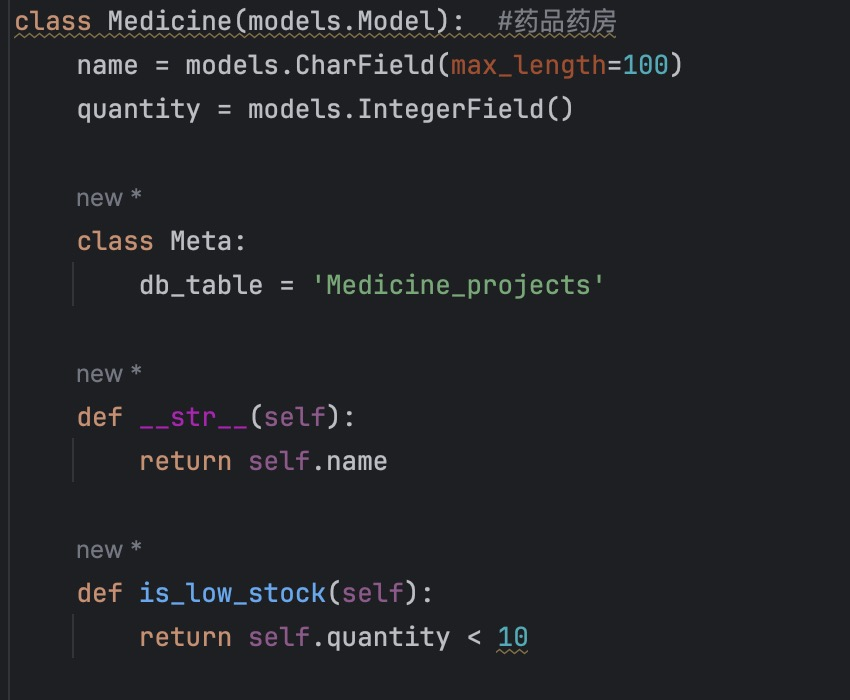 class Medicine(models.Model):  #药品药房
    name = models.CharField(max_length=100)
    quantity = models.IntegerField()
    new *
    class Meta:
        db_table = 'Medicine_projects'
    new *
    def __str__(self):
        return self.name
    new *
    def is_low_stock(self):
        return self.quantity < 10